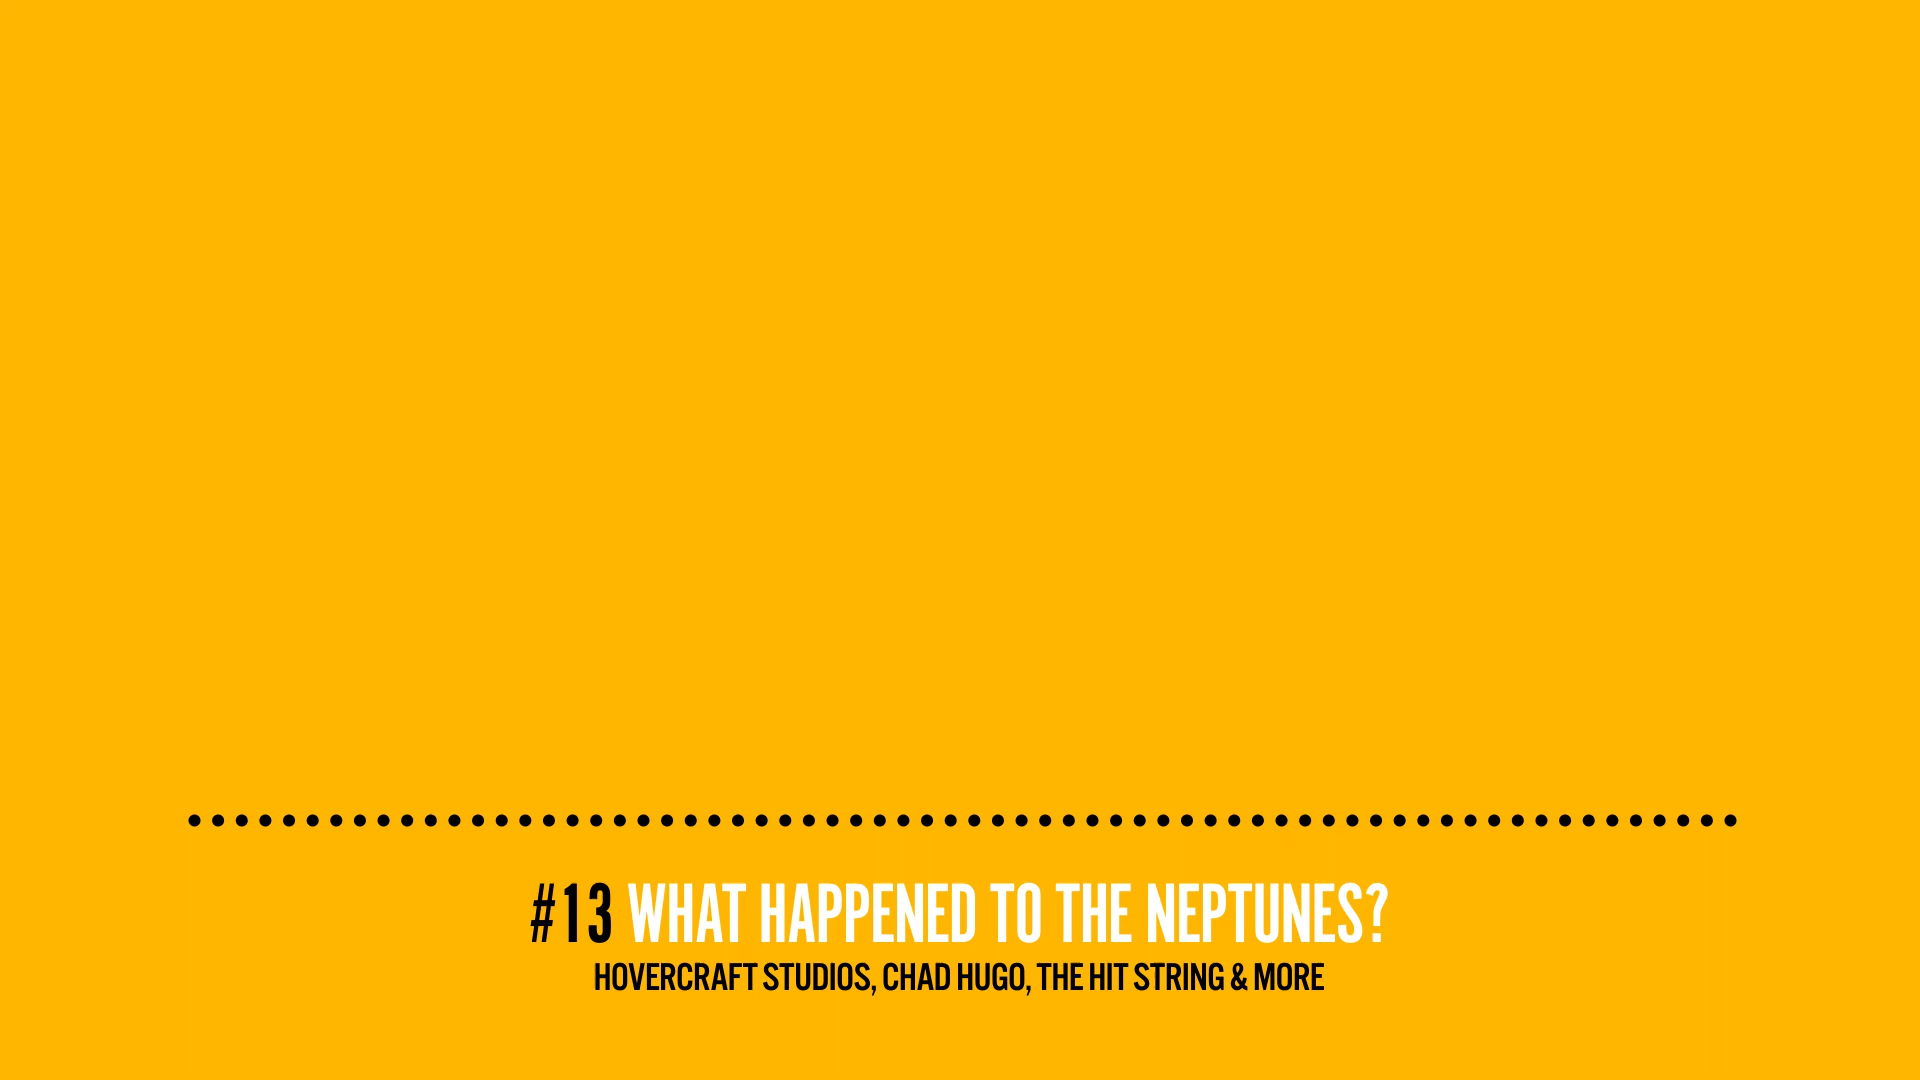 #13 WHAT HAPPENED TO THE NEPTUNES?
HOVERCRAFT STUDIOS, CHAD HUGO, THE HIT STRING & MORE